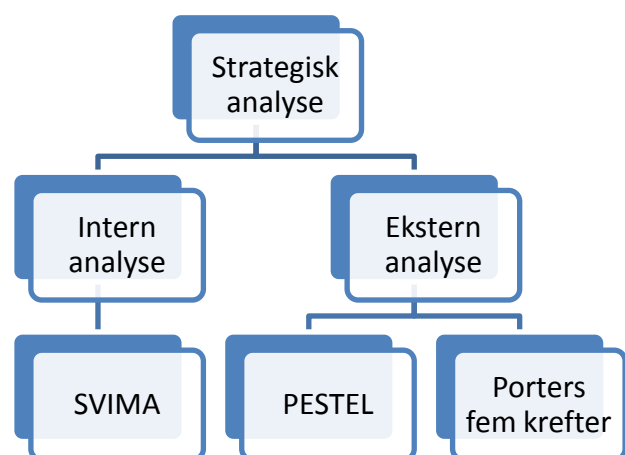 Strategisk
analyse
Intern
analyse
Ekstern
analyse
SVIMA
PESTEL
Porters
fem krefter